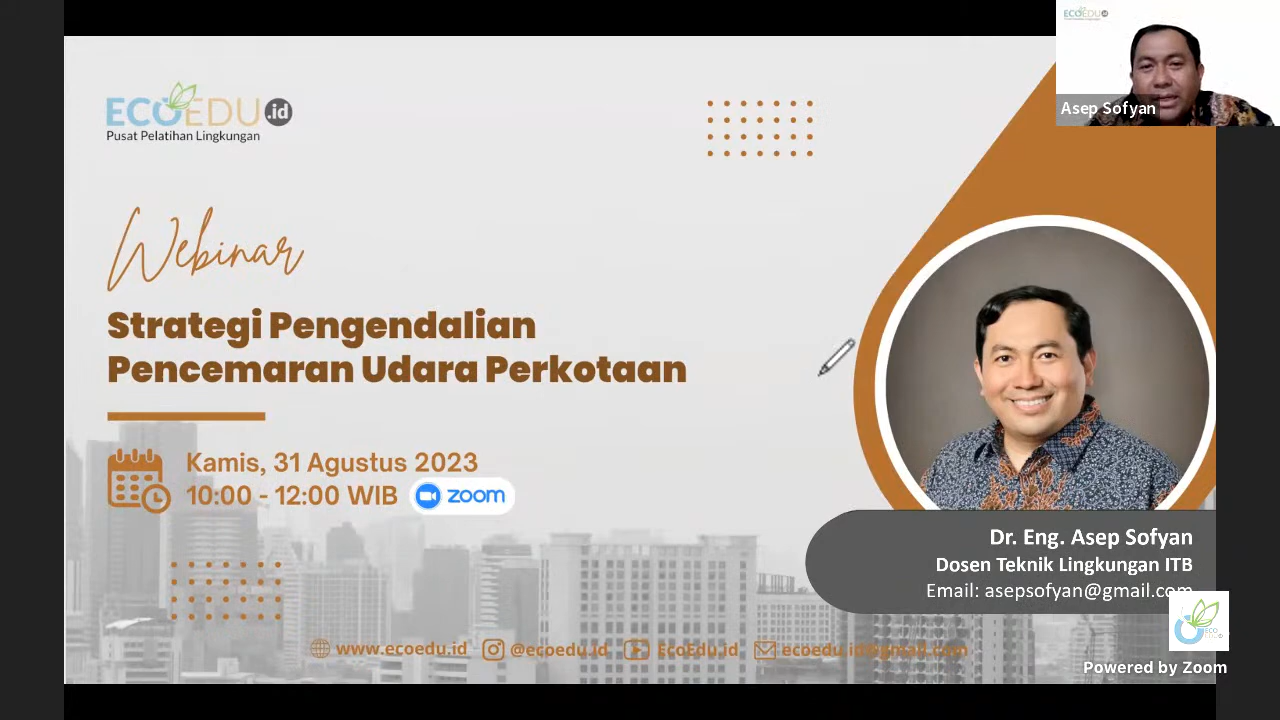 ECOEDU.id
Asep Sofyan
ECOEDU.id
Pusat Pelatihan Lingkungan
Webinar
Strategi Pengendalian
Pencemaran Udara Perkotaan
Kamis, 31 Agustus 2023
10:00 - 12:00 WIB zoom
Dr. Eng. Asep Sofyan
Dosen Teknik Lingkungan ITB
Email: asepsofyan@gmail.com
www.ecoedu.id @ecoedu.id EcoEdu.id ecoedu.id@gmail.com
Powered by Zoom